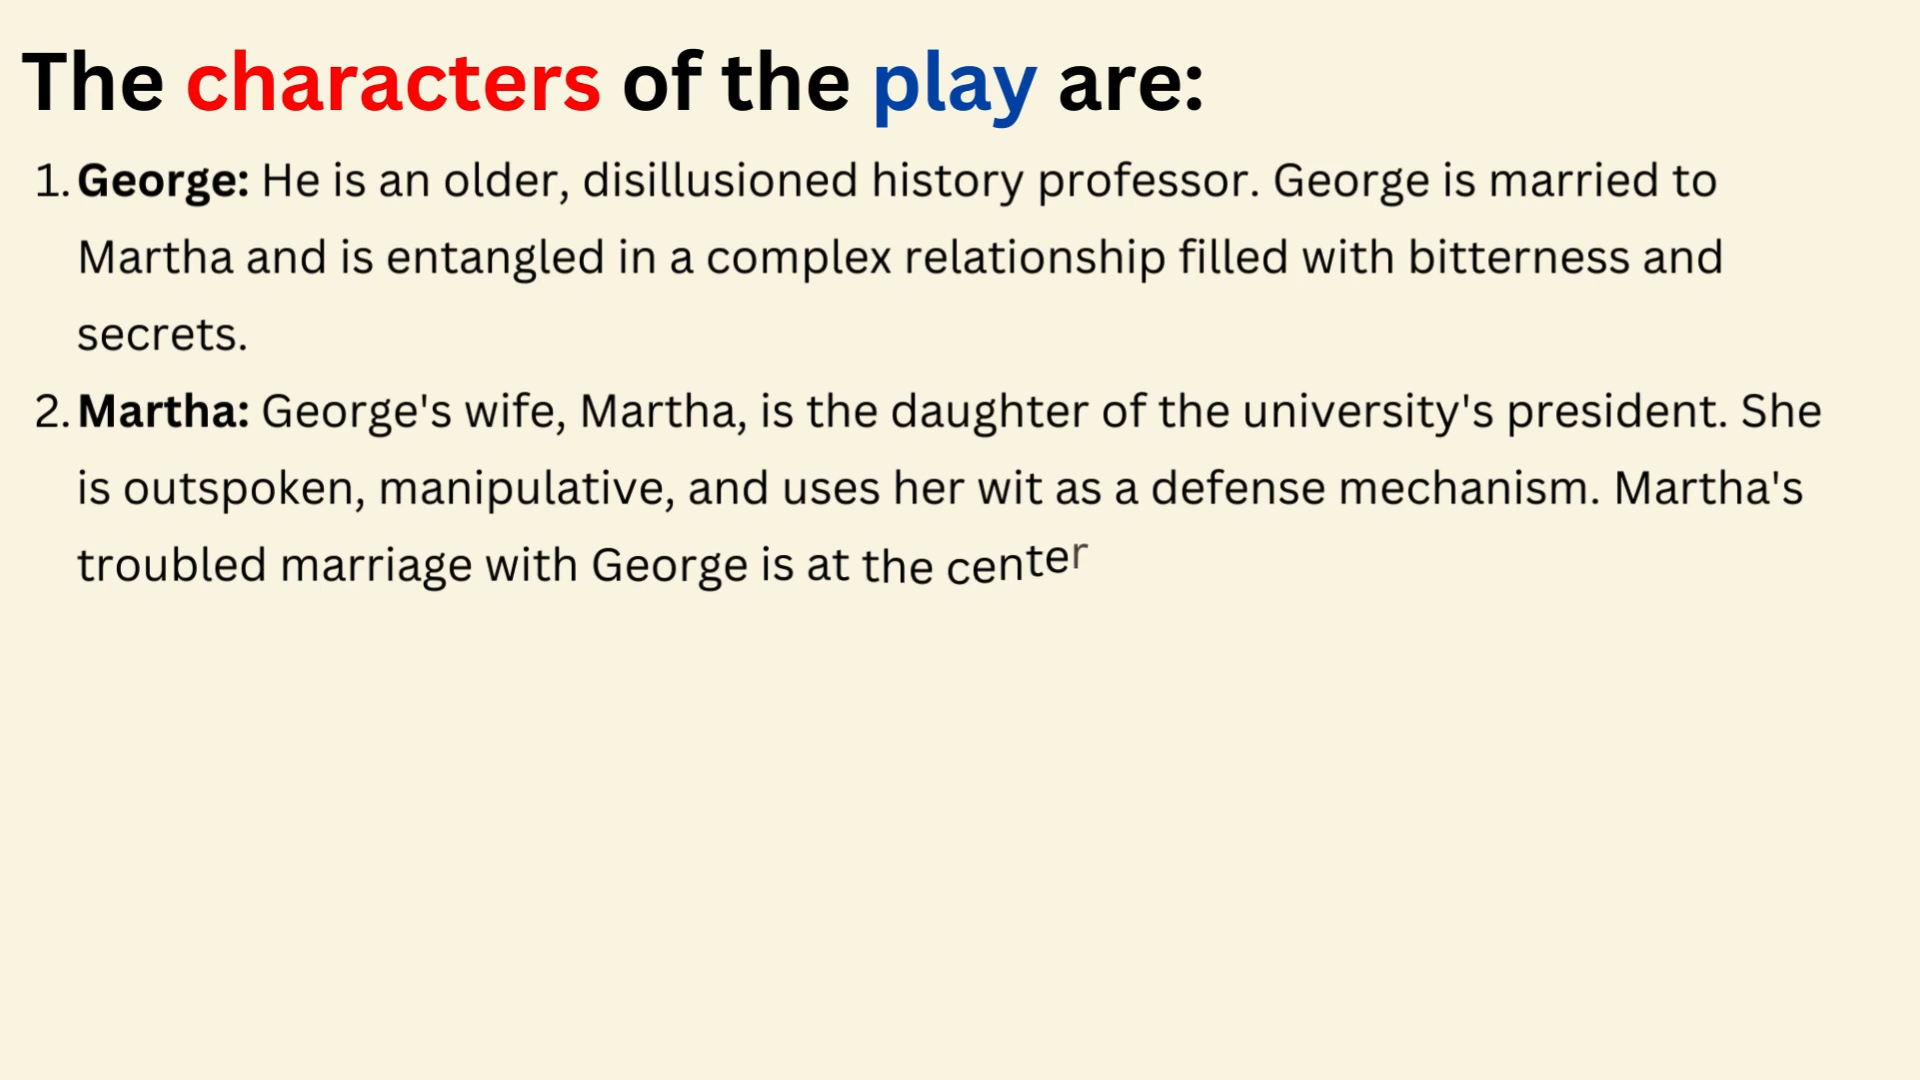 The characters of the play are:
1. George: He is an older, disillusioned history professor. George is married to
Martha and is entangled in a complex relationship filled with bitterness and
secrets.
2. Martha: George's wife, Martha, is the daughter of the university's president. She
is outspoken, manipulative, and uses her wit as a defense mechanism. Martha's
troubled marriage with George is at the center